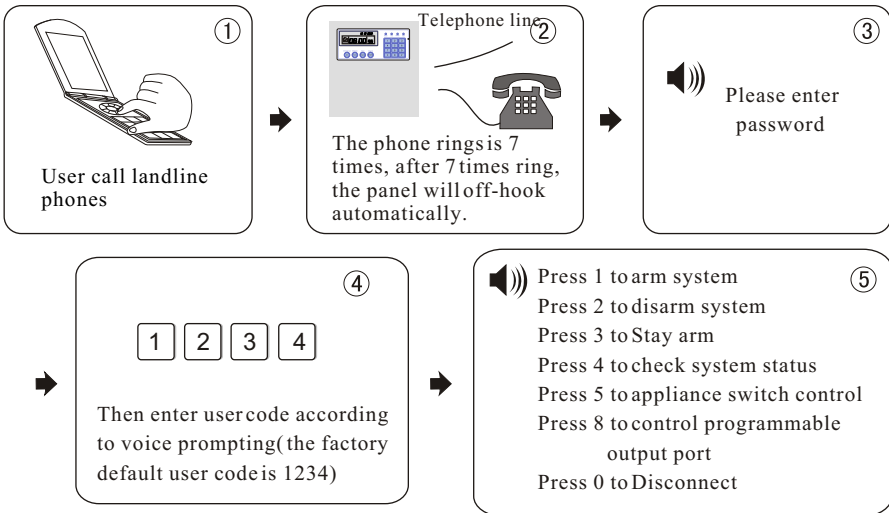 ①
User call landline
phones
Telephone line
②
The phone rings is 7
times, after 7 times ring,
the panel will off-hook
automatically.
③
Please enter
password
④
1 2 3 4
Then enter user code according
to voice prompting( the factory
default user code is 1234)
⑤
Press 1 to arm system
Press 2 to disarm system
Press 3 to Stay arm
Press 4 to check system status
Press 5 to appliance switch control
Press 8 to control programmable
output port
Press 0 to Disconnect